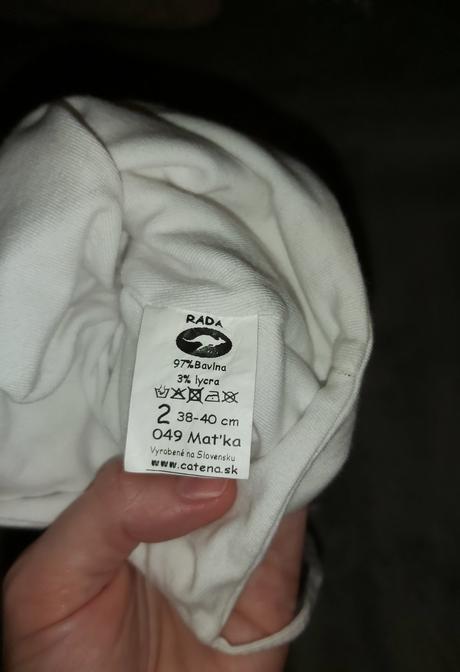 RADA
97%Bavlna
3% lycra
2 38-40 cm
049 Mat'ka
Vyrobené na Slovensku
www.catena.sk